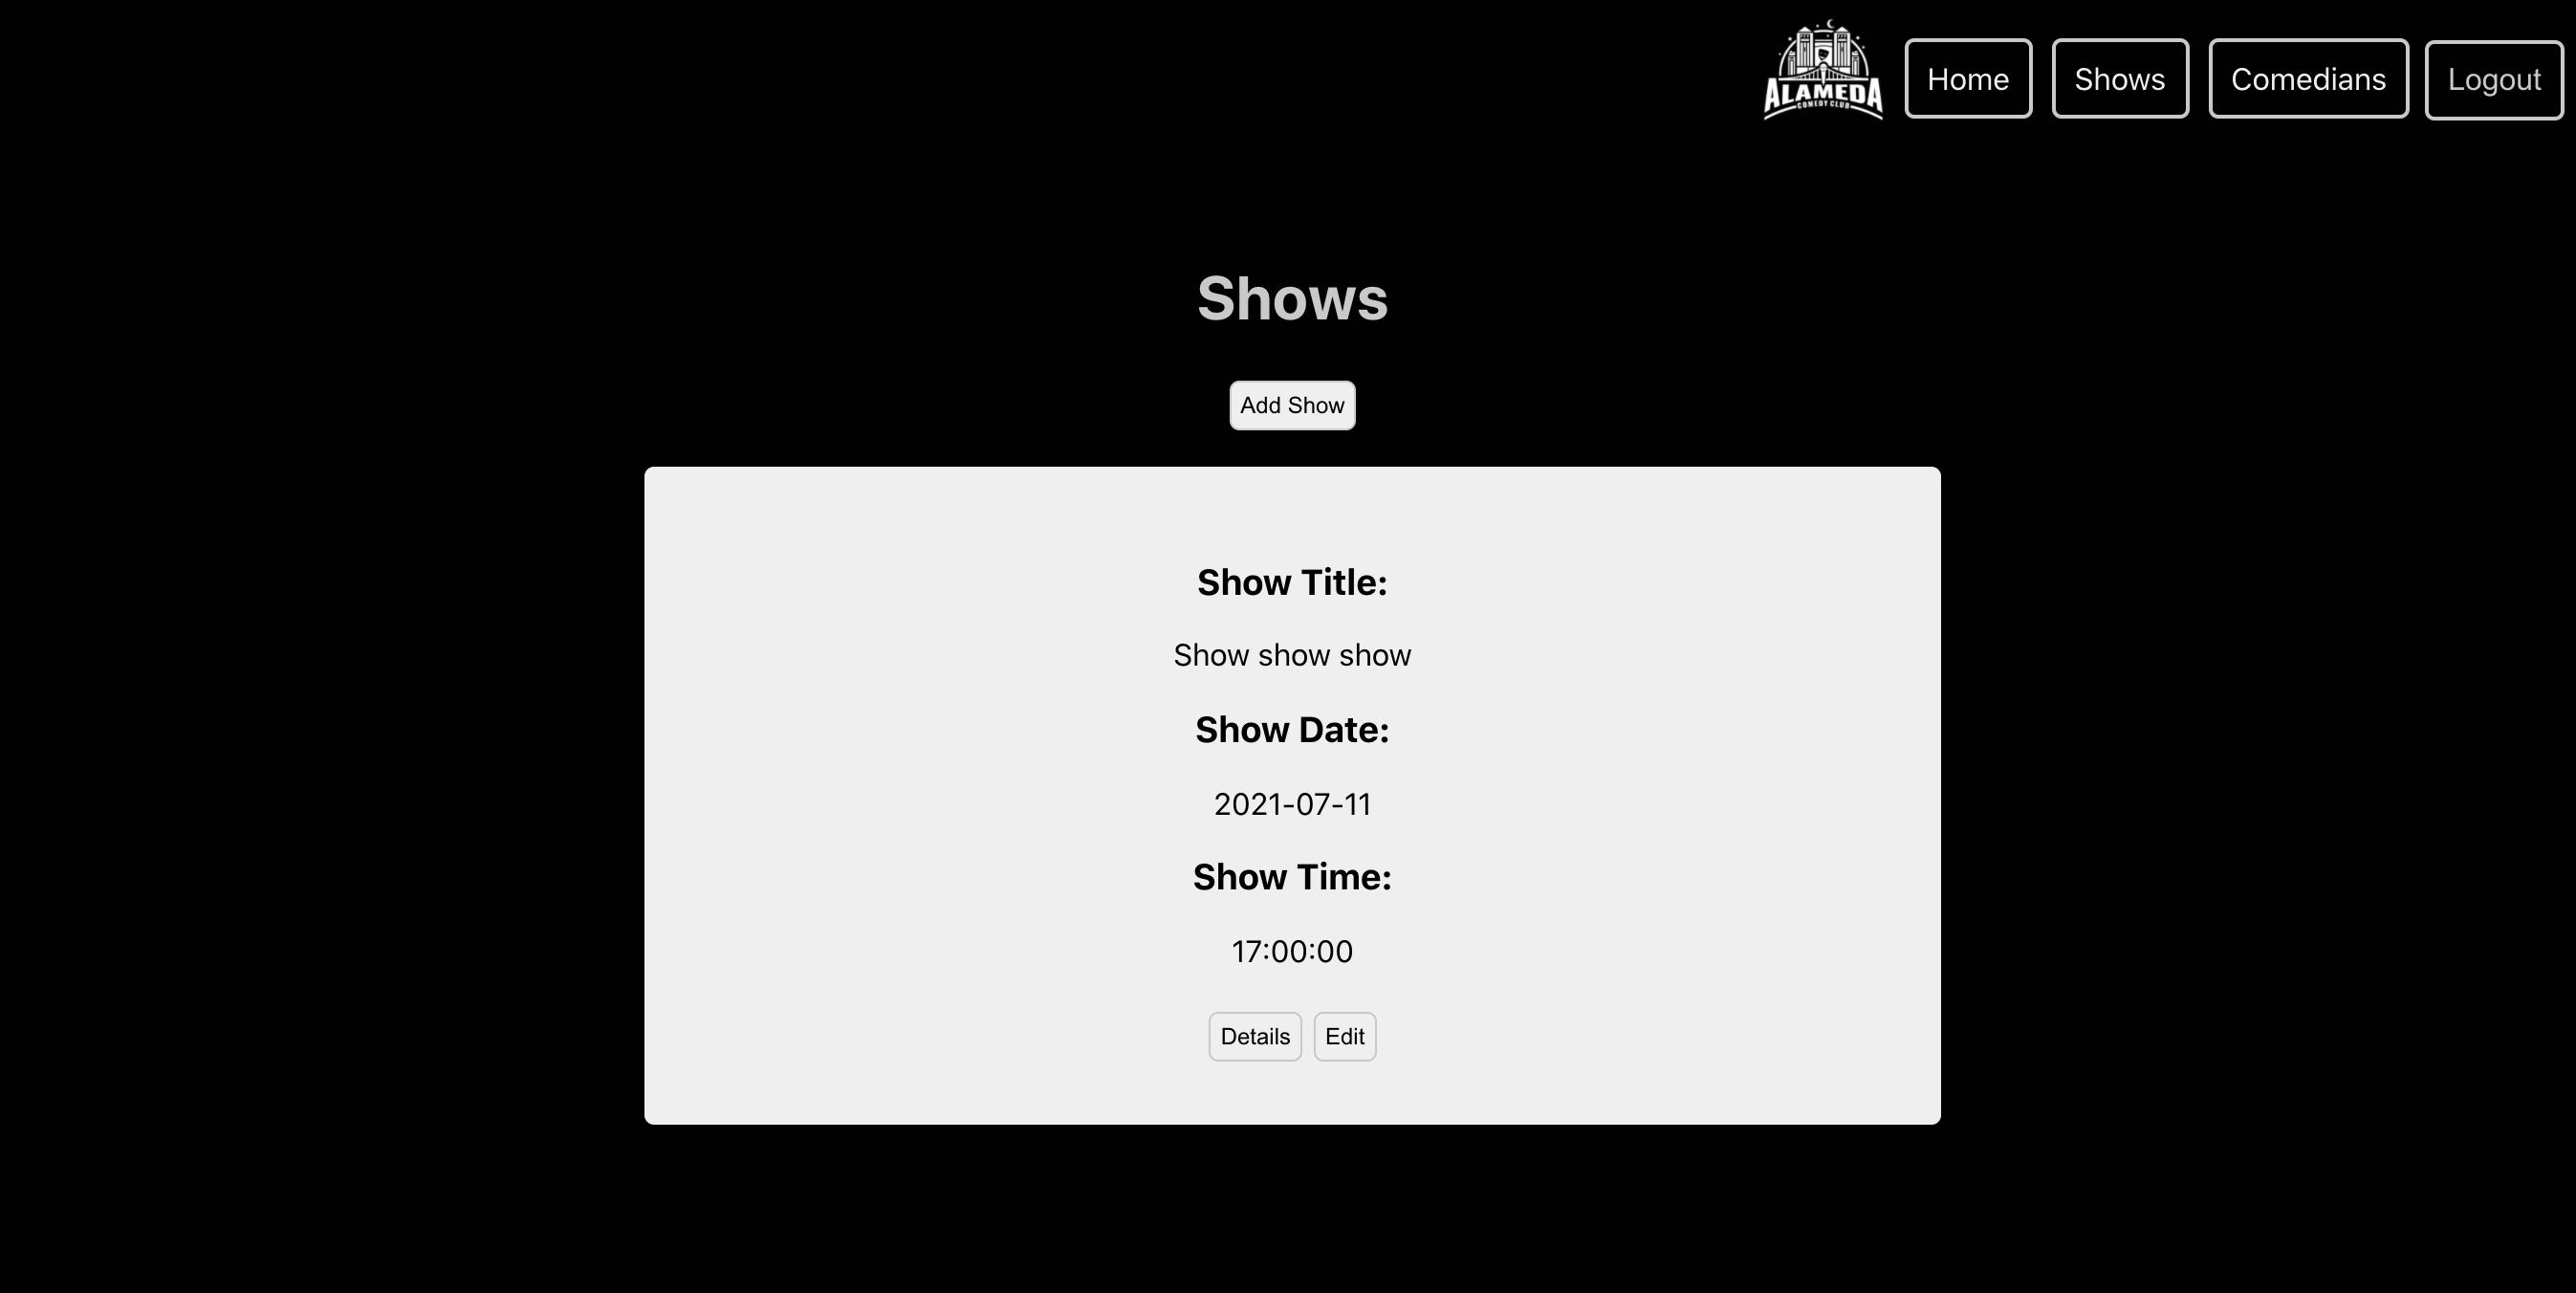 ALAMEDA
COMEDY CLUB
Home
Shows
Comedians
Logout
Shows
Add Show
Show Title:
Show show show
Show Date:
2021-07-11
Show Time:
17:00:00
Details
Edit